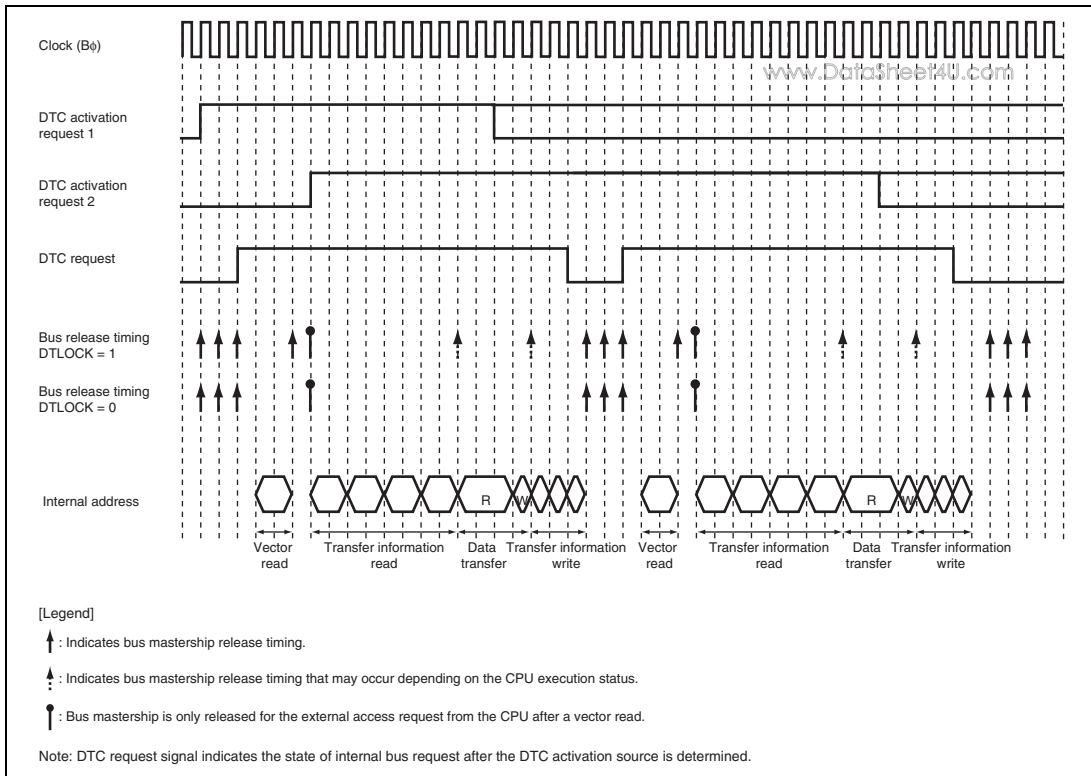 Clock (Bϕ)
www.DataSheet4U.com
DTC activation
request 1
DTC activation
request 2
DTC request
Bus release timing
DTLOCK = 1
Bus release timing
DTLOCK = 0
Internal address
R W R W
Vector
read
Transfer information
read
Data
transfer
Transfer information
write
Vector
read
Transfer information
read
Data
transfer
Transfer information
write
[Legend]
: Indicates bus mastership release timing.
: Indicates bus mastership release timing that may occur depending on the CPU execution status.
: Bus mastership is only released for the external access request from the CPU after a vector read.
Note: DTC request signal indicates the state of internal bus request after the DTC activation source is determined.